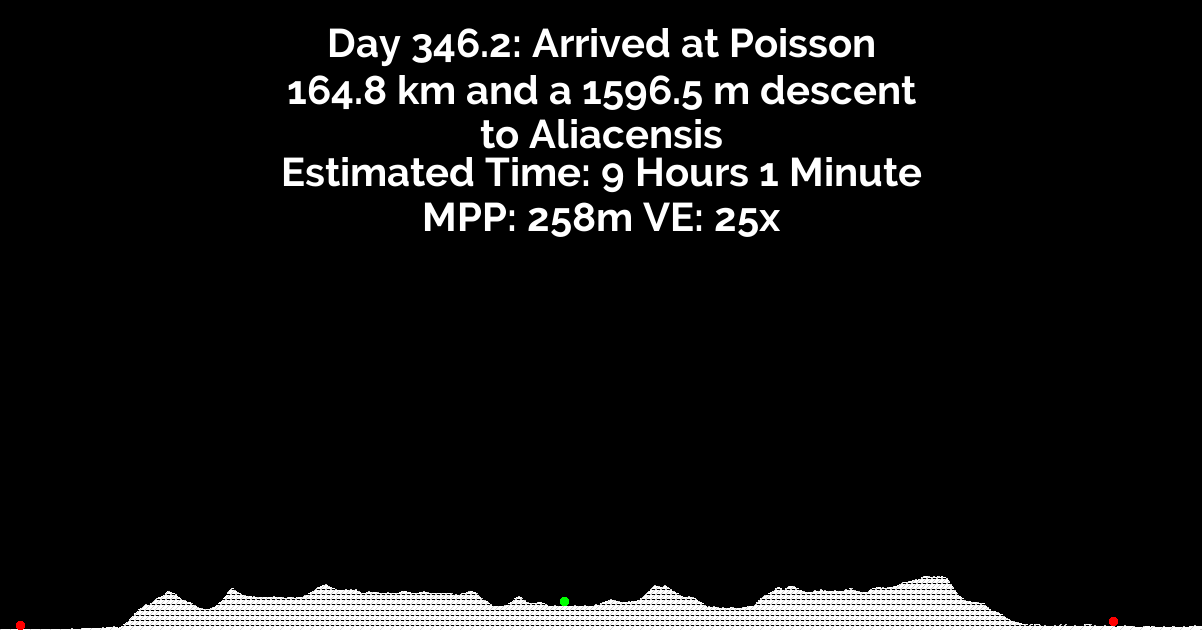 Day 346.2: Arrived at Poisson
164.8 km and a 1596.5 m descent
to Aliacensis
Estimated Time: 9 Hours 1 Minute
MPP: 258m VE: 25x